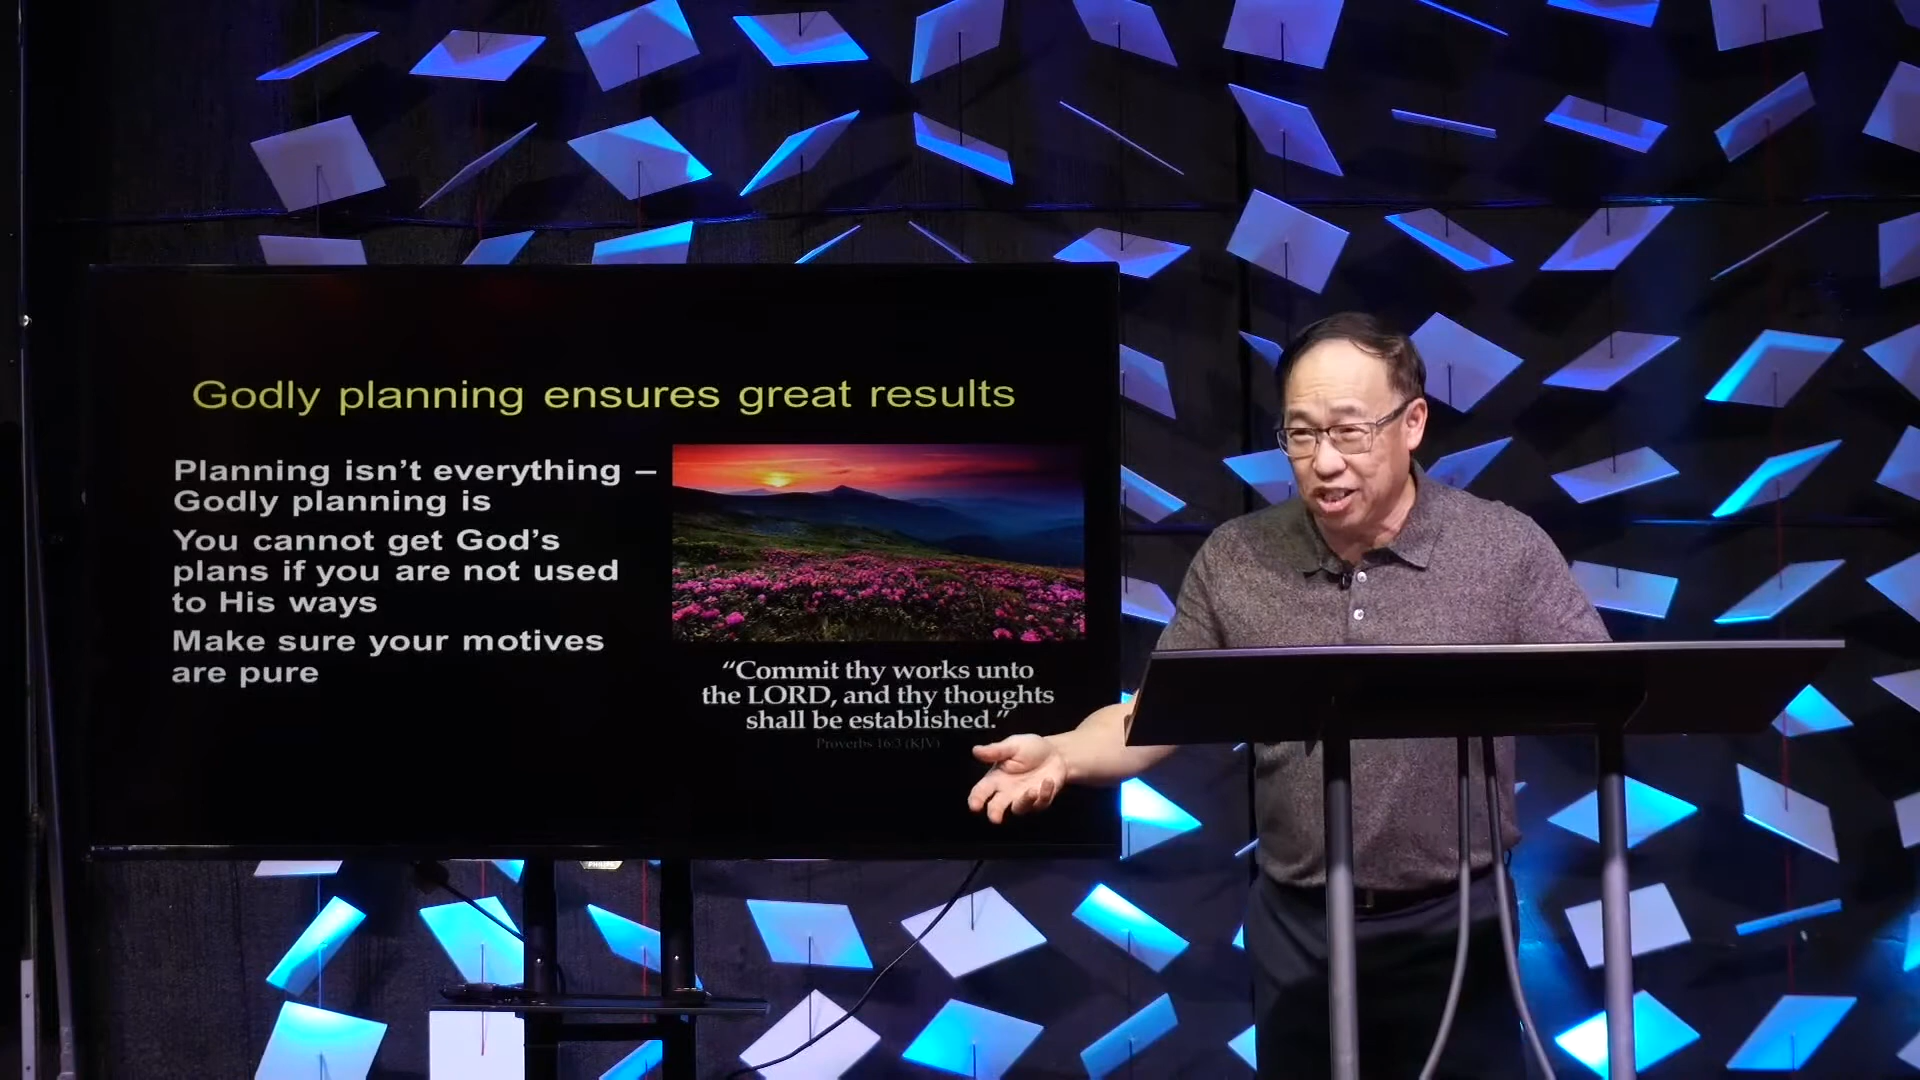 Godly planning ensures great results
Planning isn’t everything –
Godly planning is
You cannot get God’s
plans if you are not used
to His ways
Make sure your motives
are pure
“Commit thy works unto
the LORD, and thy thoughts
shall be established.”
Proverbs 16:3 (KJV)
PHILIPS